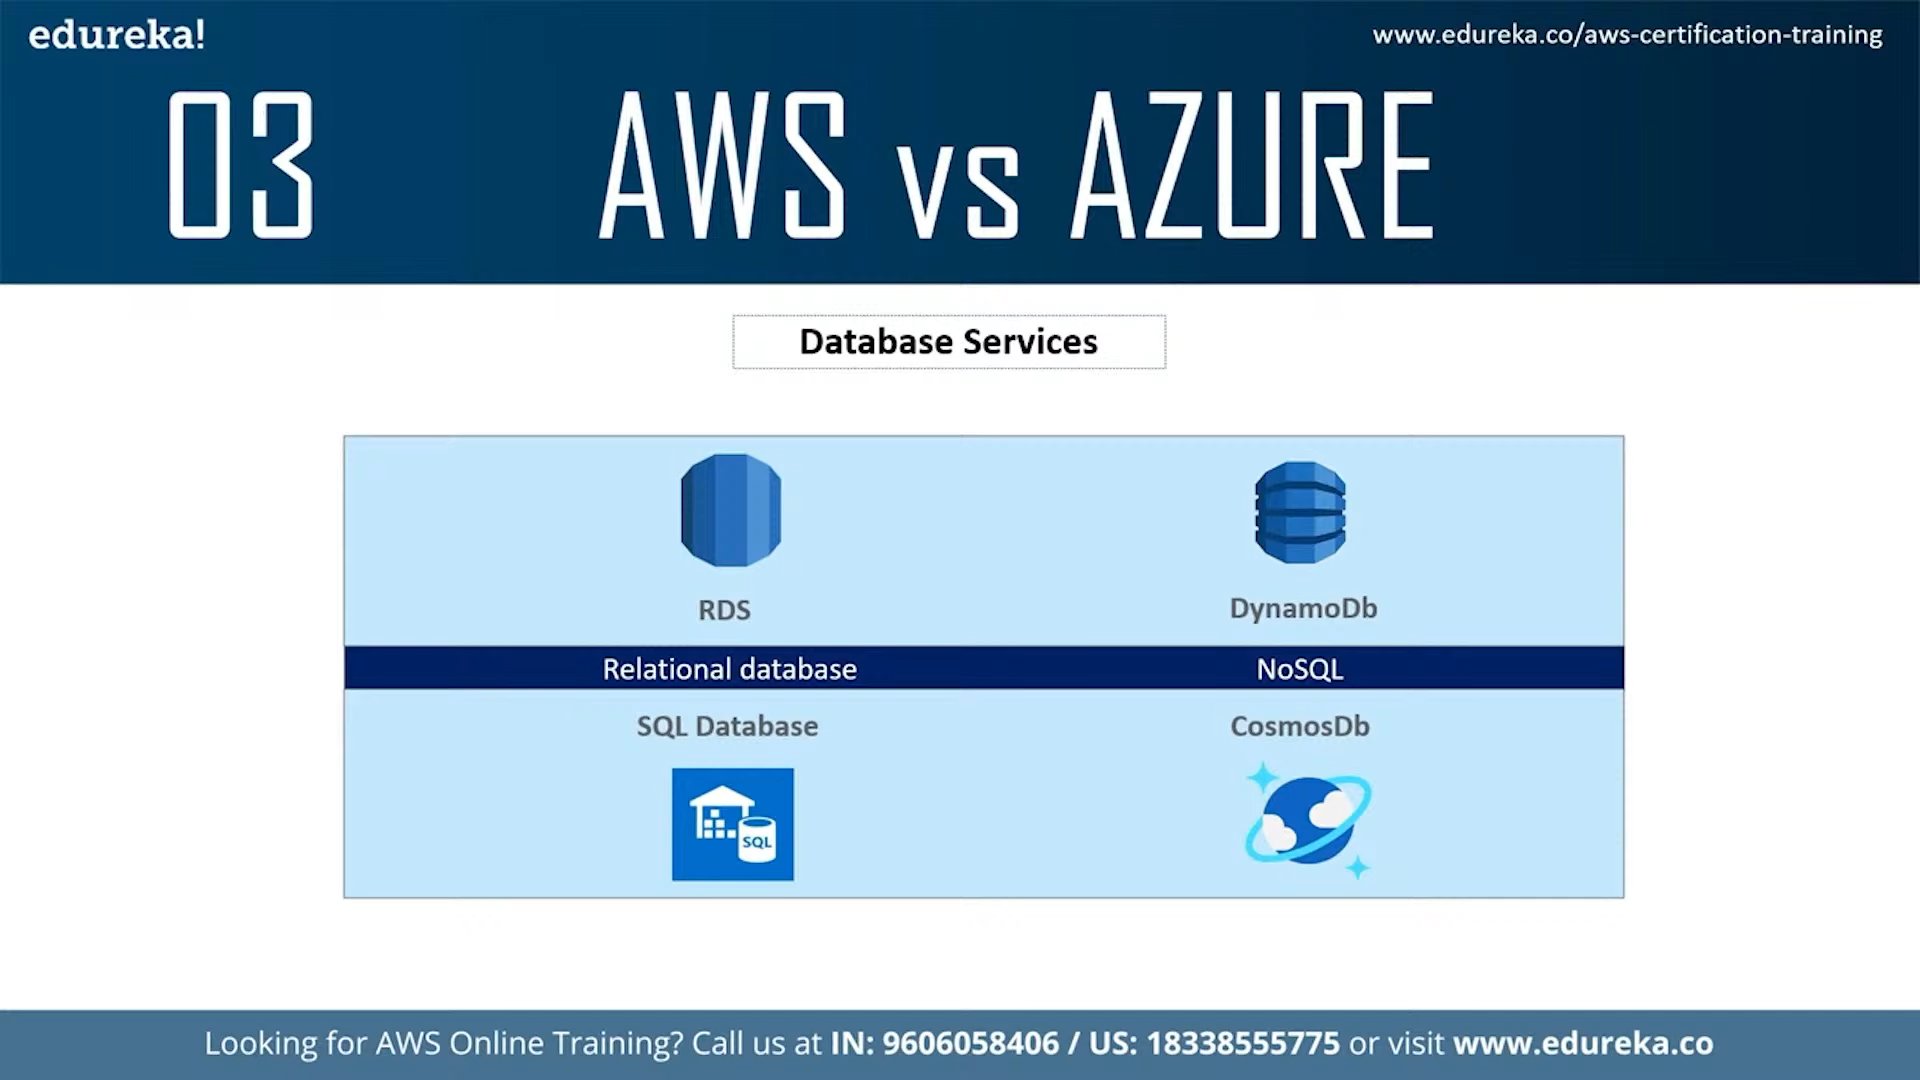 edureka!
www.edureka.co/aws-certification-training
03 AWS vs AZURE
Database Services
RDS DynamoDb
Relational database NoSQL
SQL Database CosmosDb
SQL
Looking for AWS Online Training? Call us at IN: 9606058406 / US: 18338555775 or visit www.edureka.co